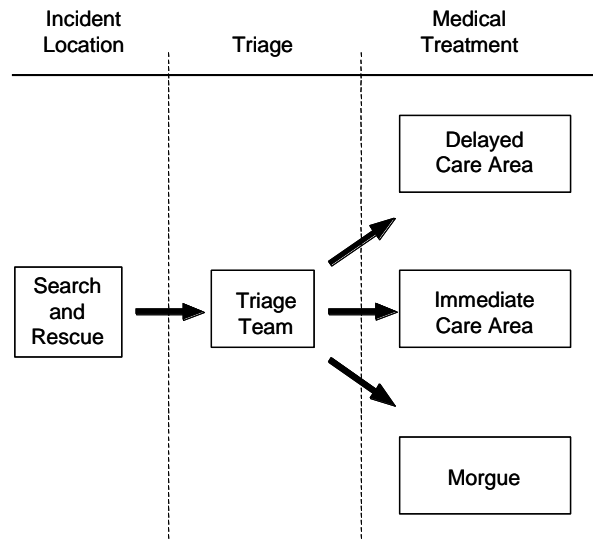 Incident
Location
Triage
Medical
Treatment
Delayed
Care Area
Search
and
Rescue
Triage
Team
Immediate
Care Area
Morgue